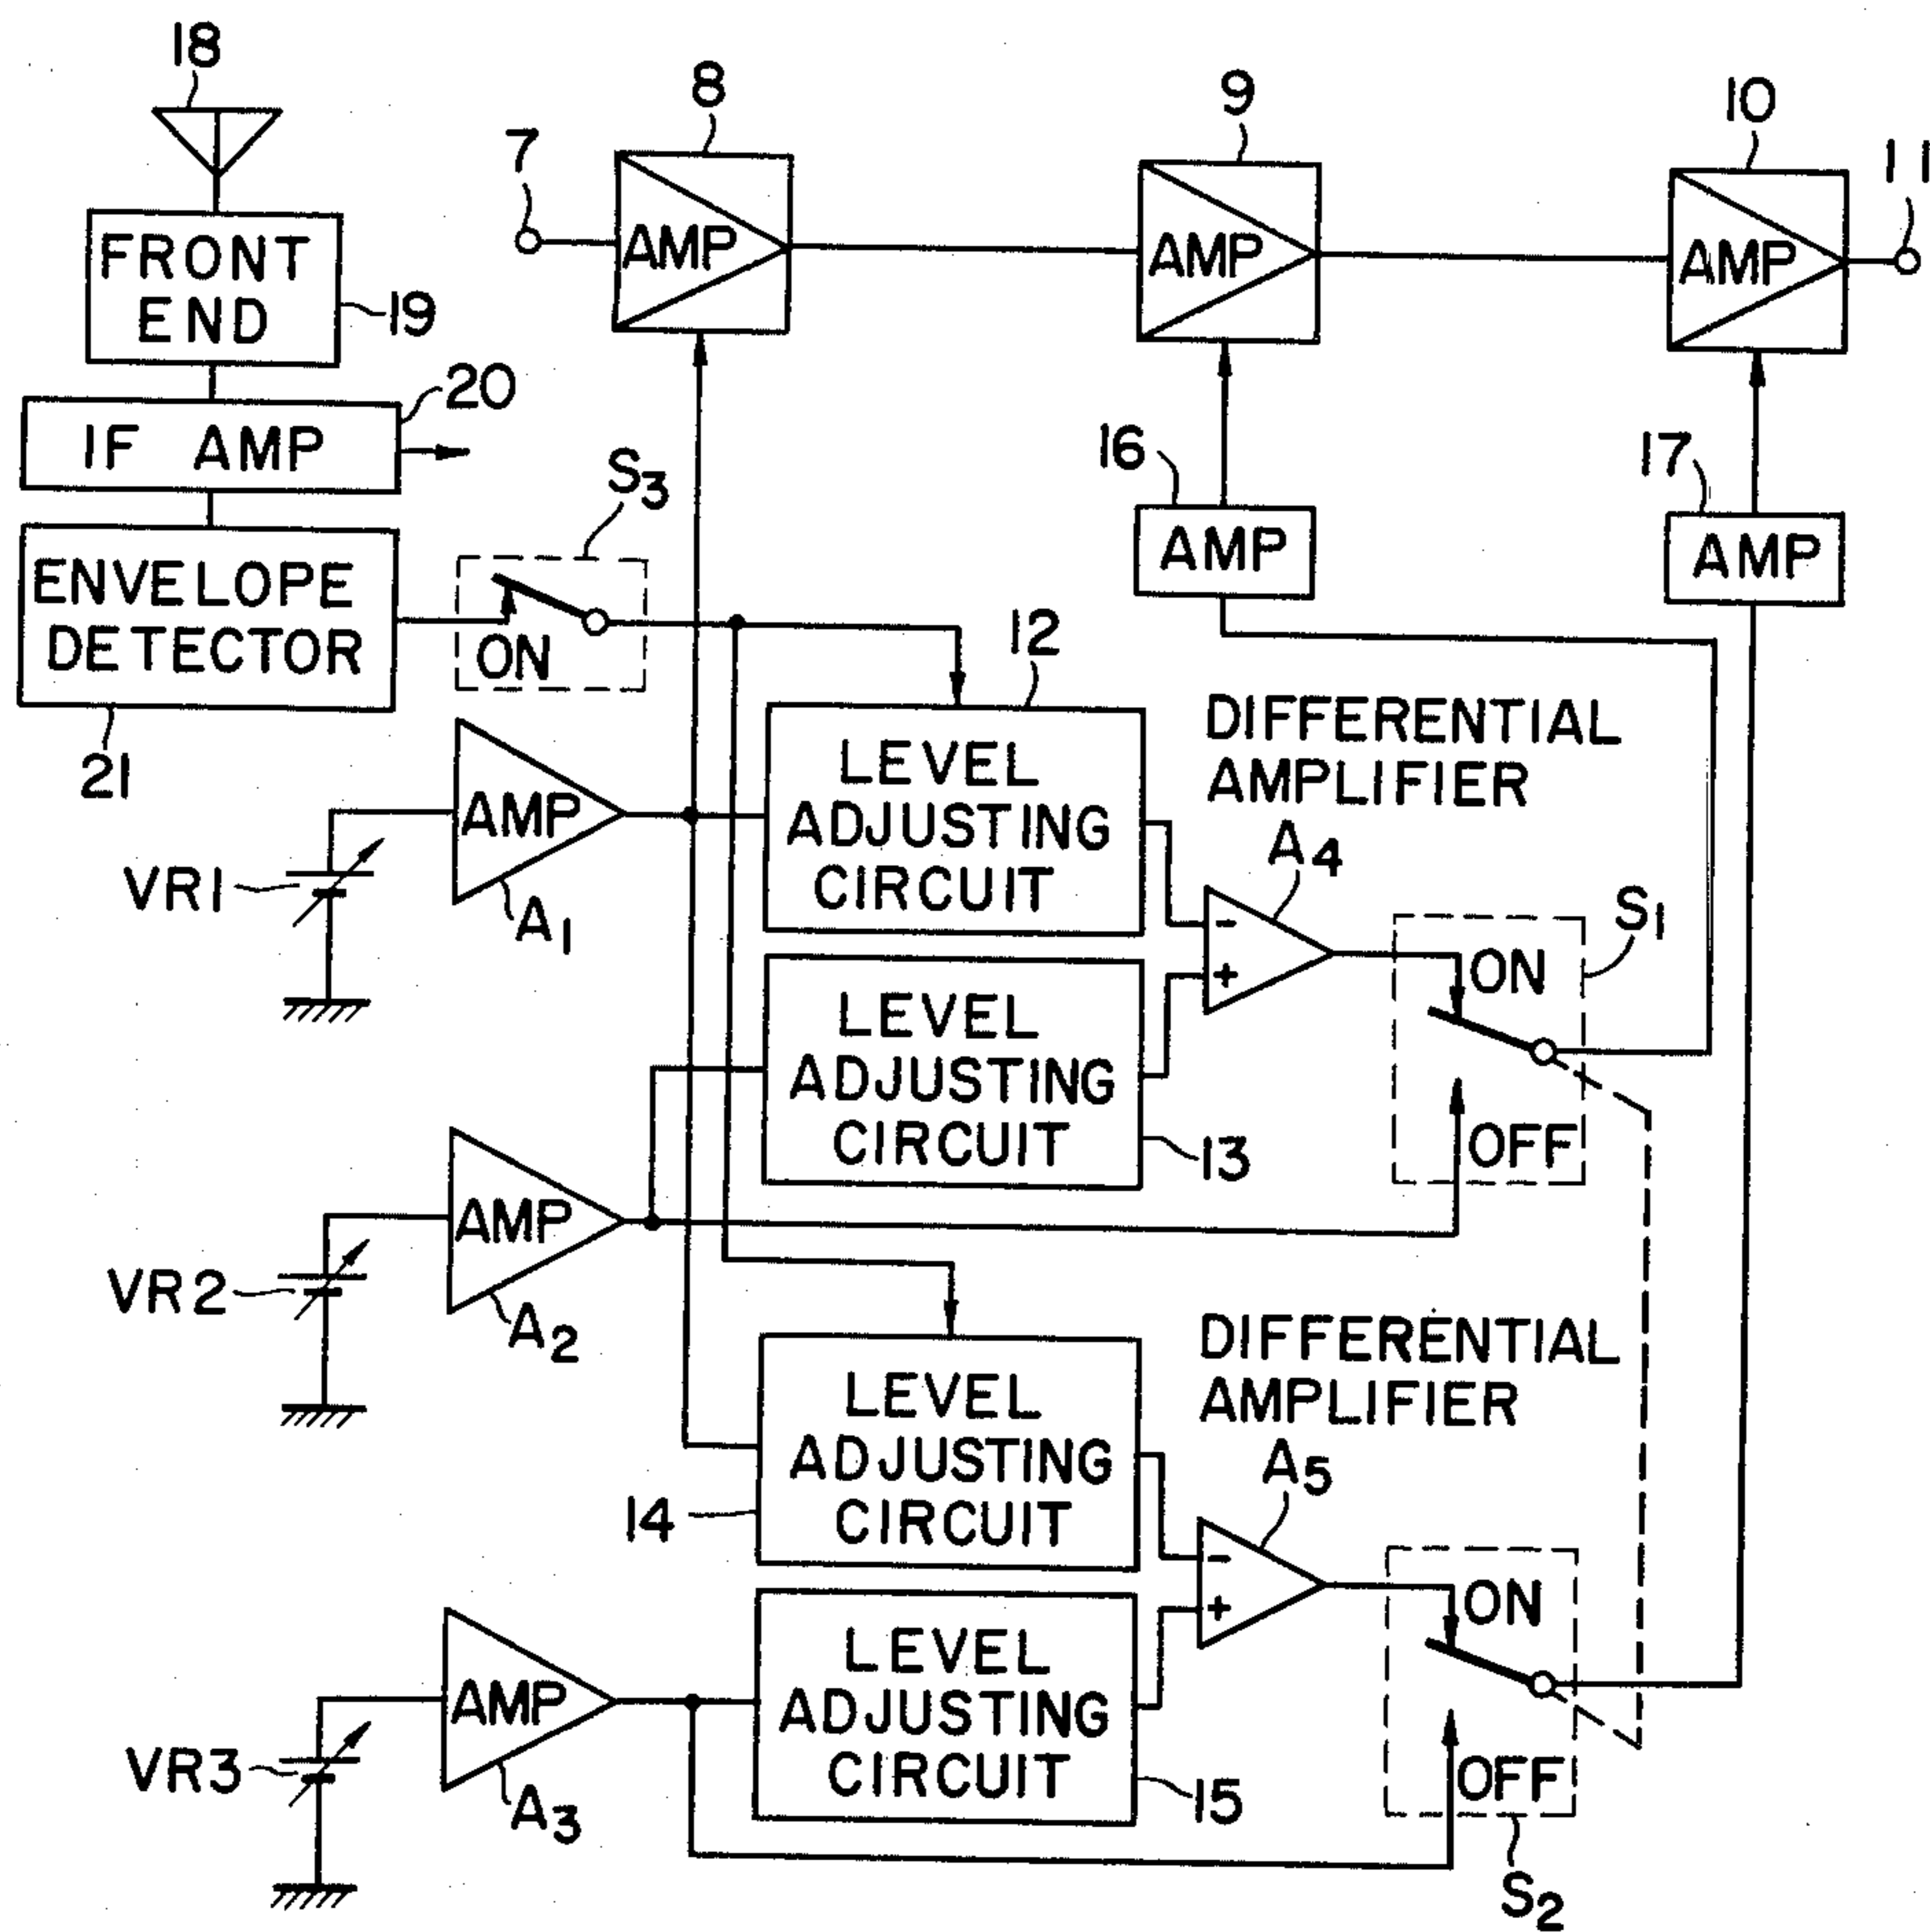 18
8
9
10
7
11
AMP
AMP
AMP
FRONT
END
19
20
IF AMP
S3
16
17
AMP
AMP
ENVELOPE
DETECTOR
ON
12
21
DIFFERENTIAL
AMPLIFIER
LEVEL
ADJUSTING
CIRCUIT
AMP
A4
VR1
A1
-
+
S1
ON
LEVEL
ADJUSTING
CIRCUIT
OFF
13
AMP
VR2
A2
DIFFERENTIAL
AMPLIFIER
LEVEL
ADJUSTING
CIRCUIT
A5
14
-
+
ON
LEVEL
ADJUSTING
CIRCUIT
AMP
VR3
OFF
15
A3
S2